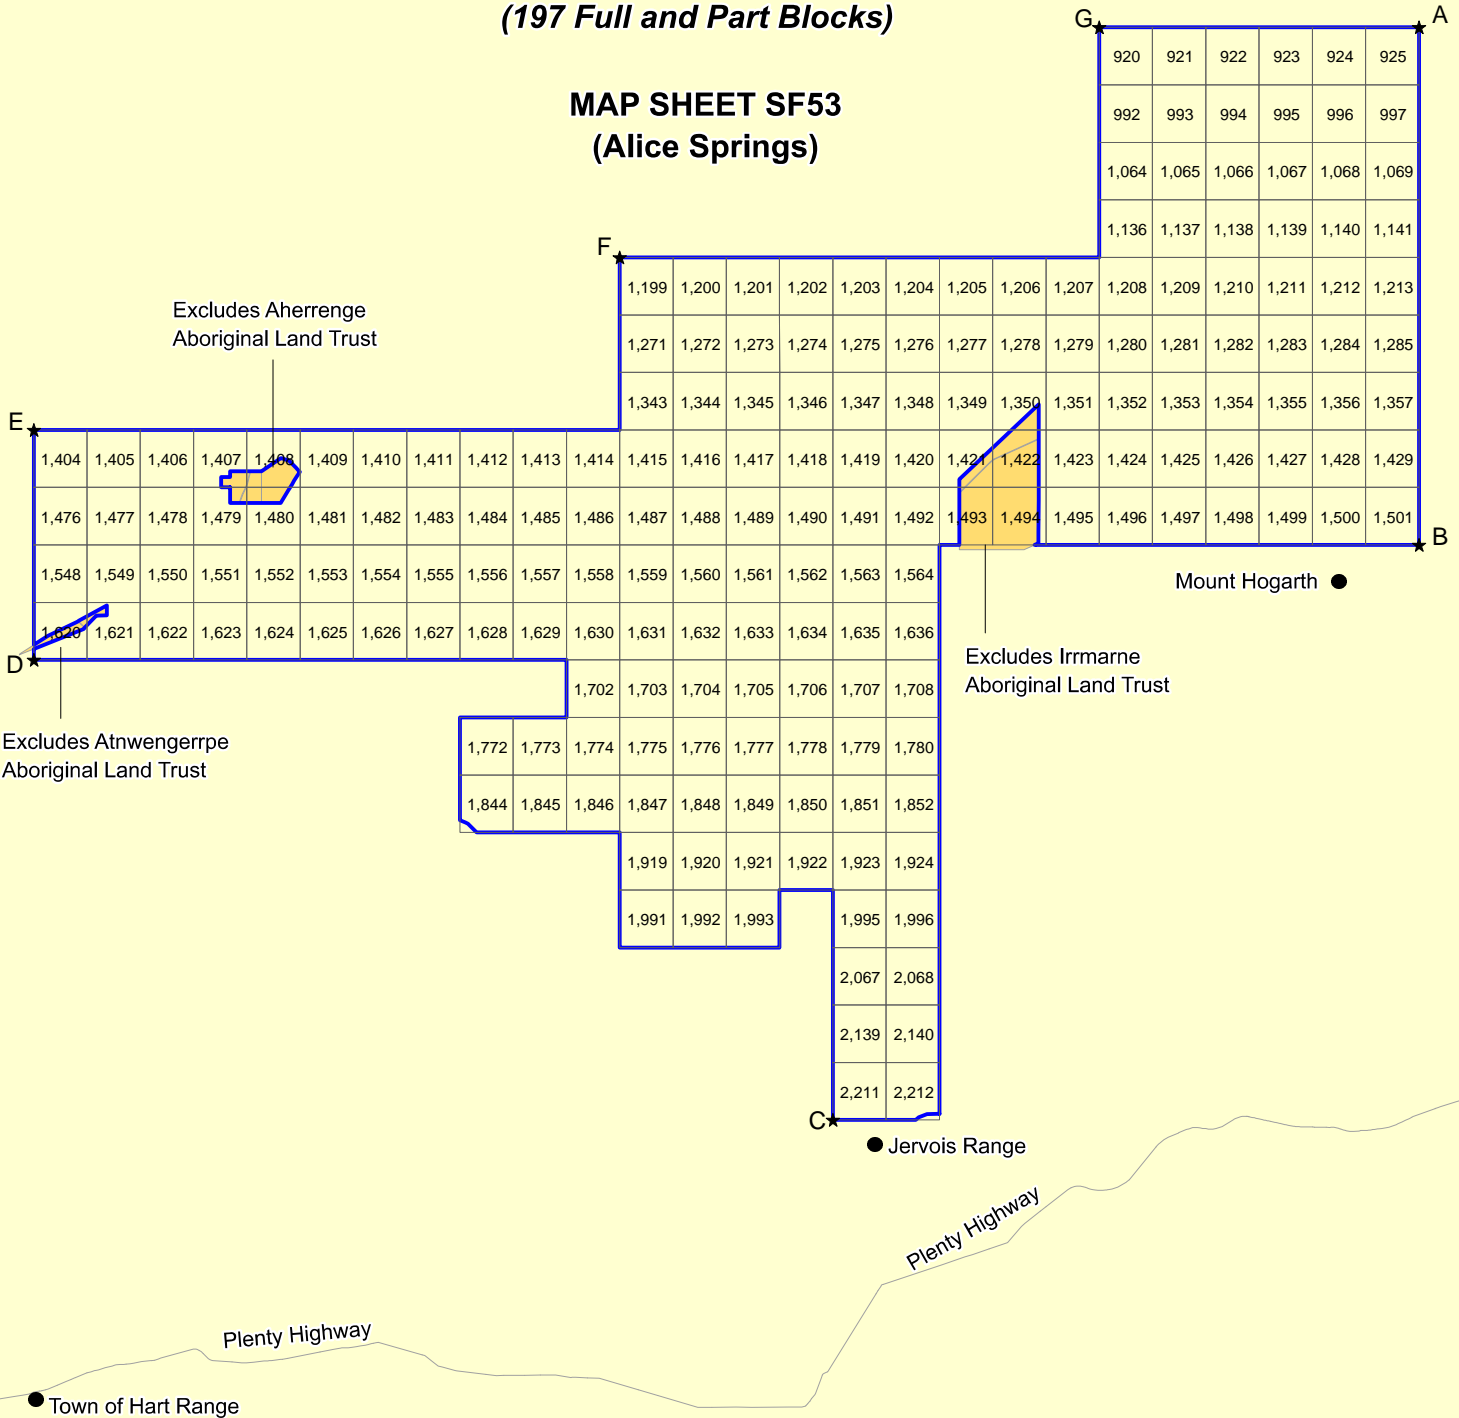 (197 Full and Part Blocks)
G A
920 921 922 923 924 925
MAP SHEET SF53
(Alice Springs)
992 993 994 995 996 997
1,064 1,065 1,066 1,067 1,068 1,069
1,136 1,137 1,138 1,139 1,140 1,141
F
1,199 1,200 1,201 1,202 1,203 1,204 1,205 1,206 1,207 1,208 1,209 1,210 1,211 1,212 1,213
Excludes Aherrenge
Aboriginal Land Trust
1,271 1,272 1,273 1,274 1,275 1,276 1,277 1,278 1,279 1,280 1,281 1,282 1,283 1,284 1,285
1,343 1,344 1,345 1,346 1,347 1,348 1,349 1,350 1,351 1,352 1,353 1,354 1,355 1,356 1,357
E
1,404 1,405 1,406 1,407 1,408 1,409 1,410 1,411 1,412 1,413 1,414 1,415 1,416 1,417 1,418 1,419 1,420 1,421 1,422 1,423 1,424 1,425 1,426 1,427 1,428 1,429
1,476 1,477 1,478 1,479 1,480 1,481 1,482 1,483 1,484 1,485 1,486 1,487 1,488 1,489 1,490 1,491 1,492 1,493 1,494 1,495 1,496 1,497 1,498 1,499 1,500 1,501
B
1,548 1,549 1,550 1,551 1,552 1,553 1,554 1,555 1,556 1,557 1,558 1,559 1,560 1,561 1,562 1,563 1,564
Mount Hogarth
1,620 1,621 1,622 1,623 1,624 1,625 1,626 1,627 1,628 1,629 1,630 1,631 1,632 1,633 1,634 1,635 1,636
D
Excludes Irrmarne
Aboriginal Land Trust
1,702 1,703 1,704 1,705 1,706 1,707 1,708
Excludes Atnwengerrpe
Aboriginal Land Trust
1,772 1,773 1,774 1,775 1,776 1,777 1,778 1,779 1,780
1,844 1,845 1,846 1,847 1,848 1,849 1,850 1,851 1,852
1,919 1,920 1,921 1,922 1,923 1,924
1,991 1,992 1,993 1,995 1,996
2,067 2,068
2,139 2,140
2,211 2,212
C
Jervois Range
Plenty Highway
Plenty Highway
Town of Hart Range